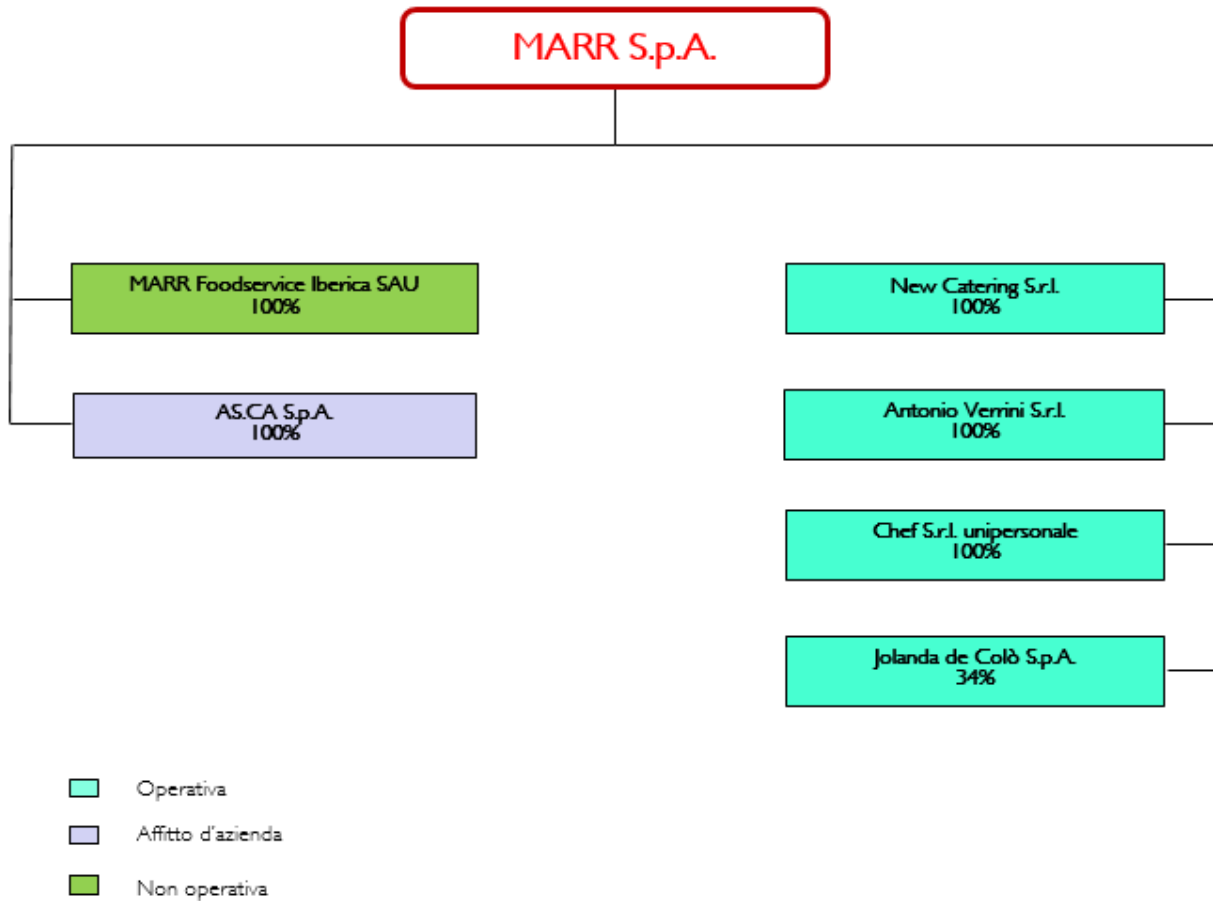 MARR S.p.A.
MARR Foodservice Iberica SAU
100%
New Catering S.r.l.
100%
AS.CA S.p.A.
100%
Antonio Verrini S.r.l.
100%
Chef S.r.l. unipersonale
100%
Jolanda de Colò S.p.A.
34%
Operativa
Affitto d'azienda
Non operativa